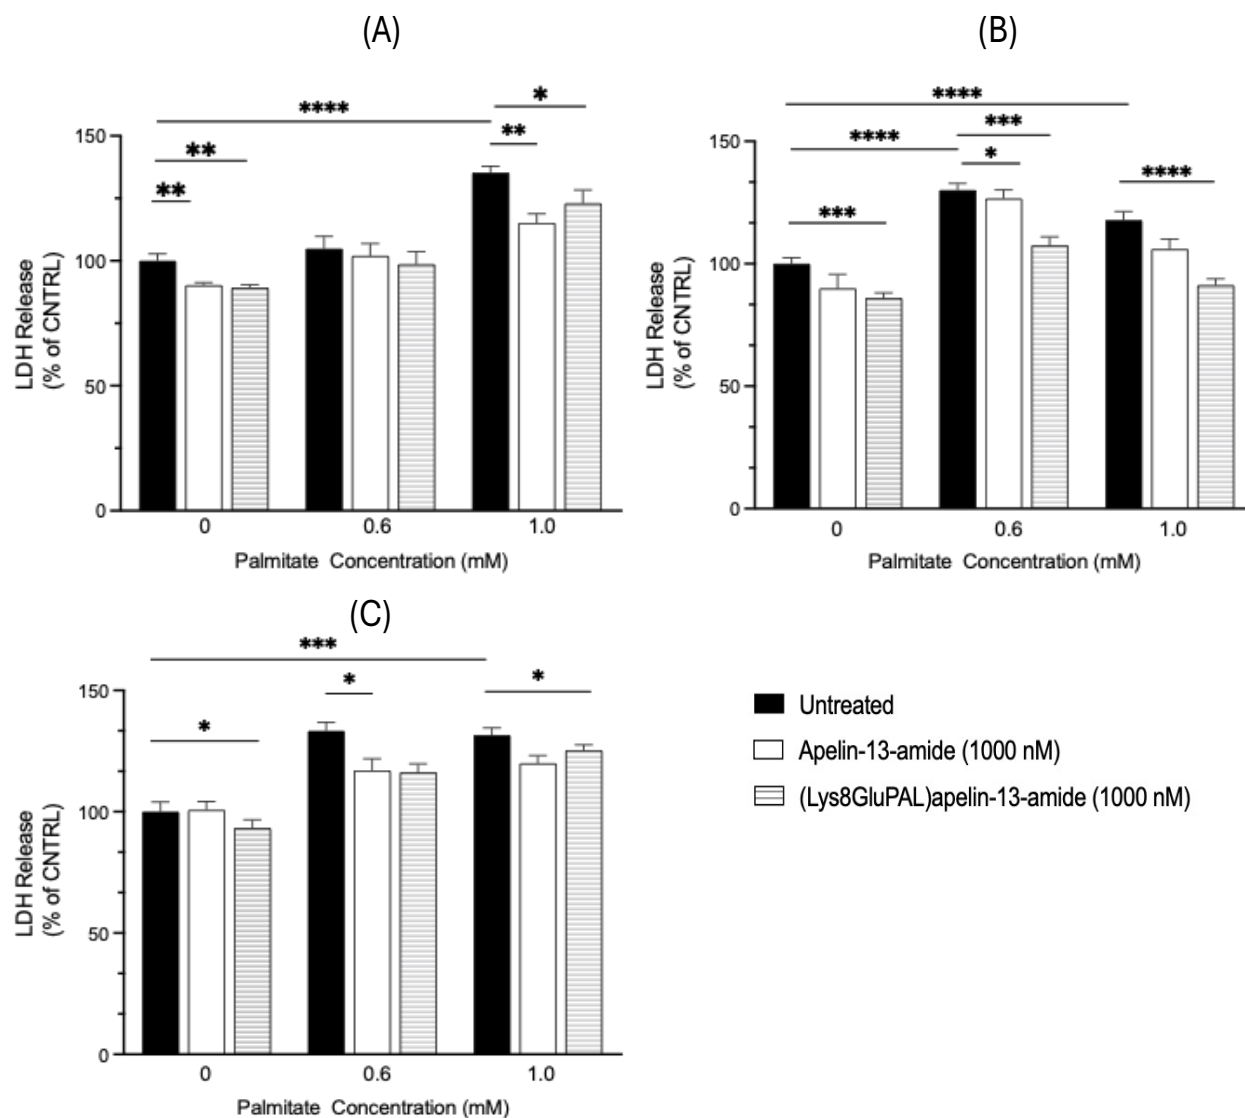 (A)
****
*
**
**
**
150
100
50
0
LDH Release
(% of CNTRL)
0
0.6
1.0
Palmitate Concentration (mM)
(B)
****
****
***
*
***
****
150
100
50
0
LDH Release
(% of CNTRL)
0
0.6
1.0
Palmitate Concentration (mM)
(C)
***
*
*
*
150
100
50
0
LDH Release
(% of CNTRL)
0
0.6
1.0
Palmitate Concentration (mM)
Untreated
Apelin-13-amide (1000 nM)
(Lys8GluPAL)apelin-13-amide (1000 nM)